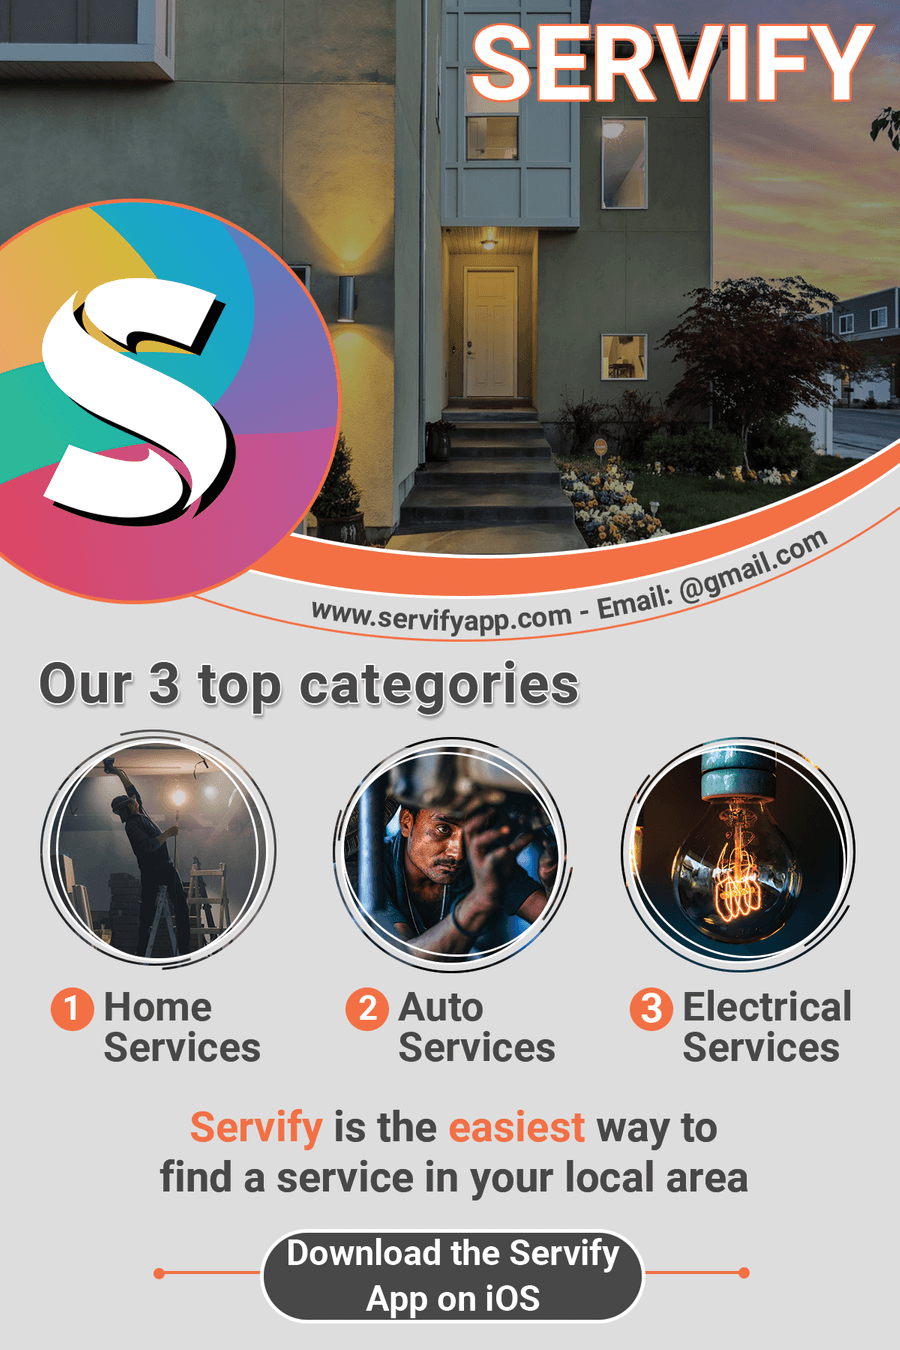 SERVIFY
S
www.servifyapp.com - Email: @gmail.com
Our 3 top categories
1 Home
Services
2 Auto
Services
3 Electrical
Services
Servify is the easiest way to
find a service in your local area
Download the Servify
App on iOS